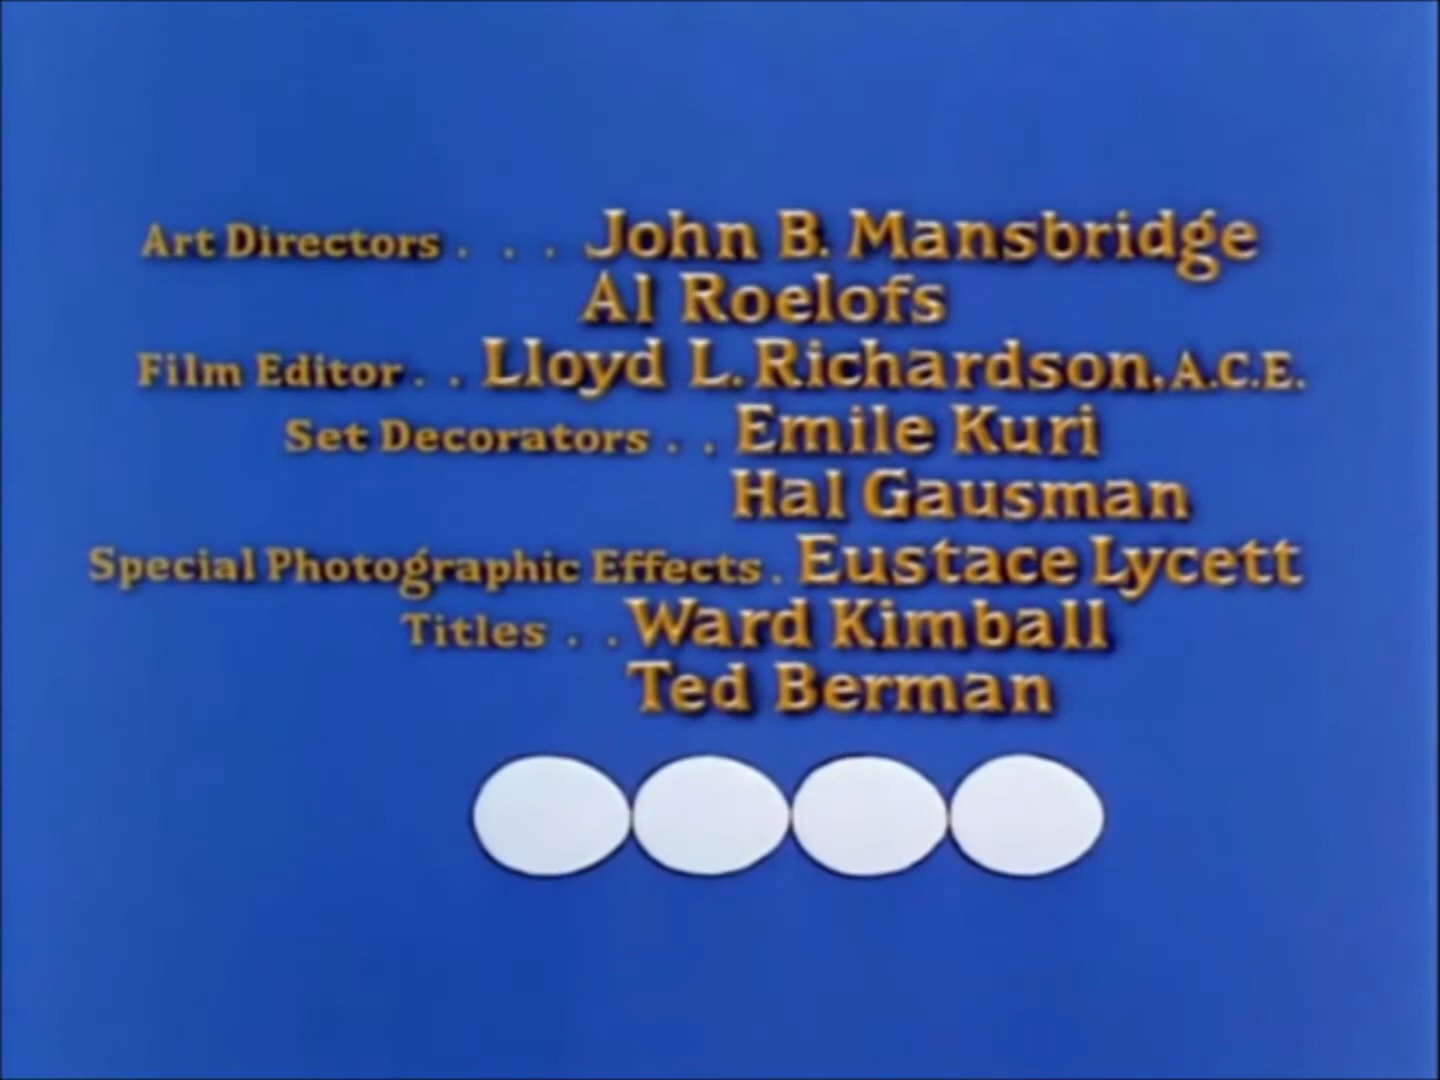 Art Directors . . . John B. Mansbridge
Al Roelofs
Film Editor . . Lloyd L. Richardson, A.C.E.
Set Decorators . . Emile Kuri
Hal Gausman
Special Photographic Effects . Eustace Lycett
Titles . . Ward Kimball
Ted Berman